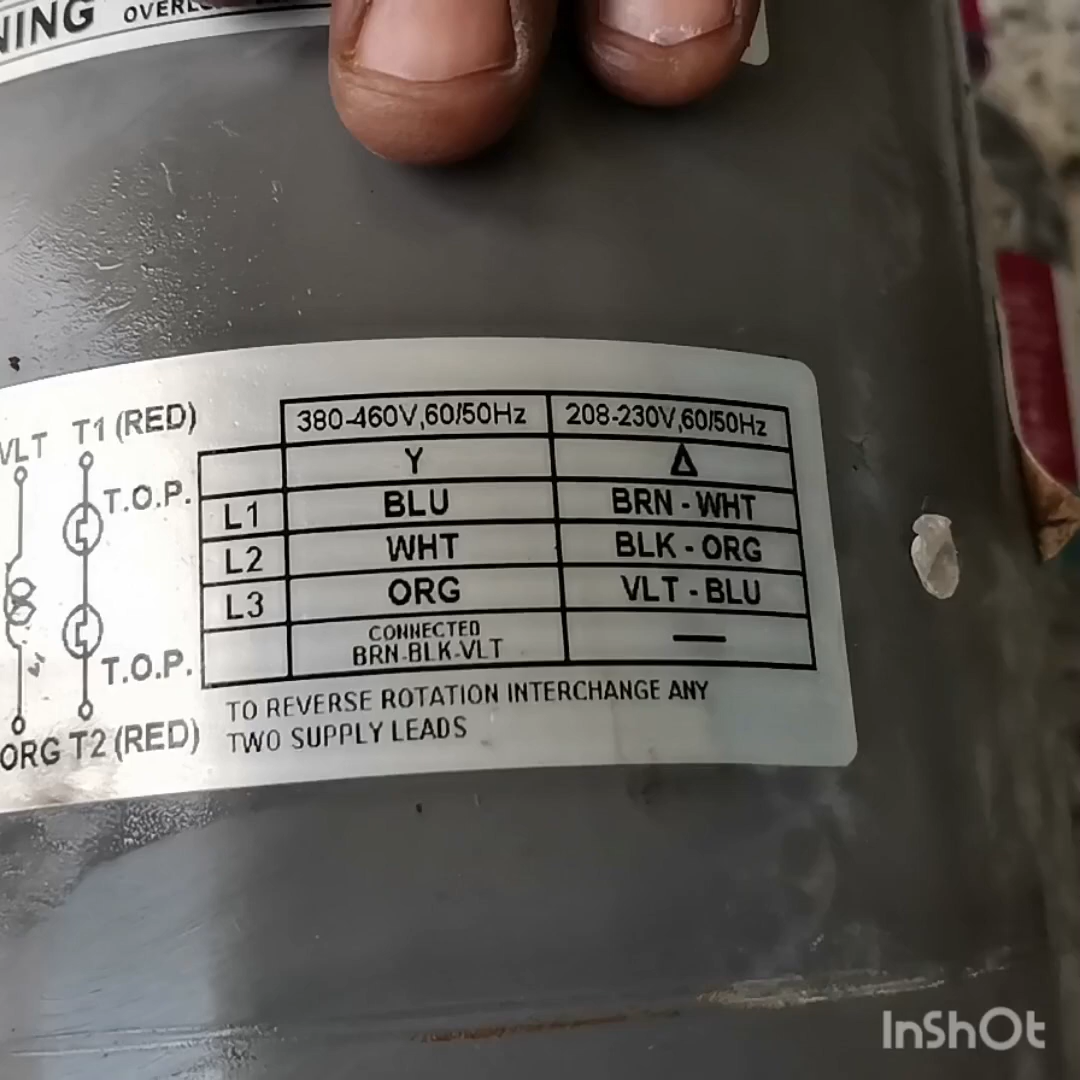 NING
VLT T1 (RED)
T.O.P.
T.O.P.
ORG T2 (RED)
380-460V,60/50Hz 208-230V,60/50Hz
Y Δ
L1 BLU BRN - WHT
L2 WHT BLK - ORG
L3 ORG VLT - BLU
CONNECTED
BRN-BLK-VLT —
TO REVERSE ROTATION INTERCHANGE ANY
TWO SUPPLY LEADS
InShOt